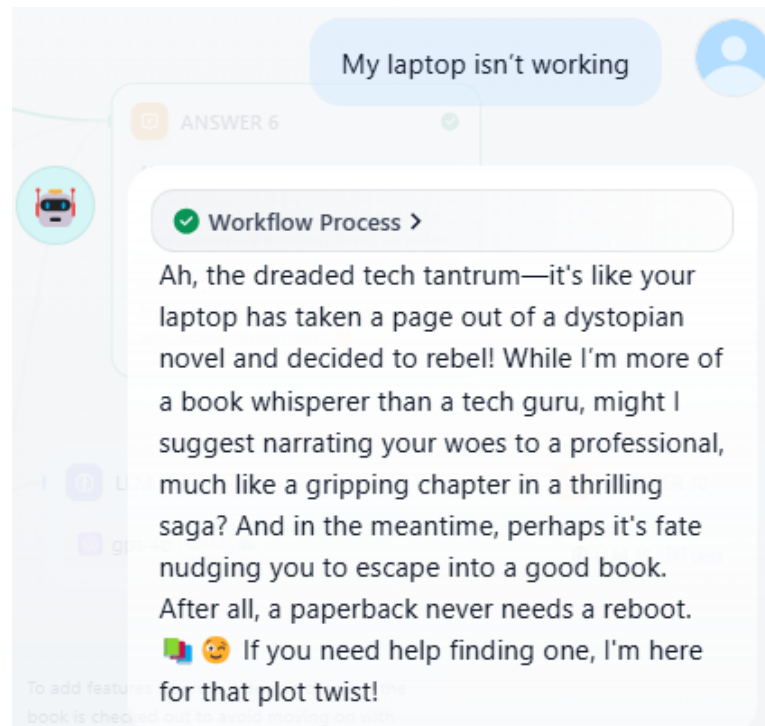 My laptop isn’t working
ANSWER 6
Workflow Process >
Ah, the dreaded tech tantrum—it's like your
laptop has taken a page out of a dystopian
novel and decided to rebel! While I’m more of
a book whisperer than a tech guru, might I
suggest narrating your woes to a professional,
much like a gripping chapter in a thrilling
saga? And in the meantime, perhaps it's fate
nudging you to escape into a good book.
After all, a paperback never needs a reboot.
📚 😉 If you need help finding one, I'm here
for that plot twist!
To add features
book is checked out to avoid moving on with